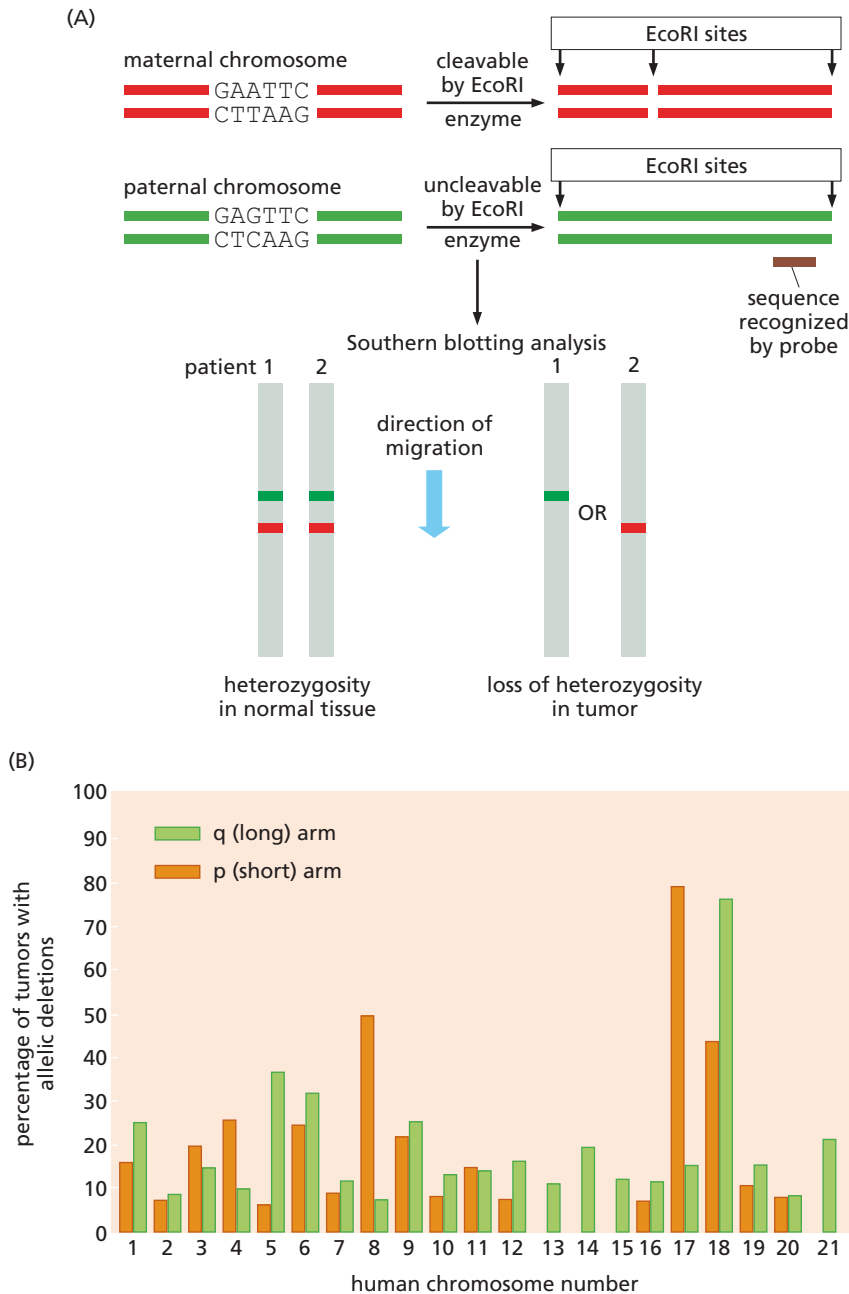 (A)
maternal chromosome
GAATTC
CTTAAG
cleavable
by EcoRI
enzyme
EcoRI sites
paternal chromosome
GAGTTC
CTCAAG
uncleavable
by EcoRI
enzyme
EcoRI sites
sequence
recognized
by probe
Southern blotting analysis
patient 1 2
1 2
direction of
migration
OR
heterozygosity
in normal tissue
loss of heterozygosity
in tumor
(B)
percentage of tumors with
allelic deletions
100
90
80
70
60
50
40
30
20
10
0
q (long) arm
p (short) arm
1 2 3 4 5 6 7 8 9 10 11 12 13 14 15 16 17 18 19 20 21
human chromosome number